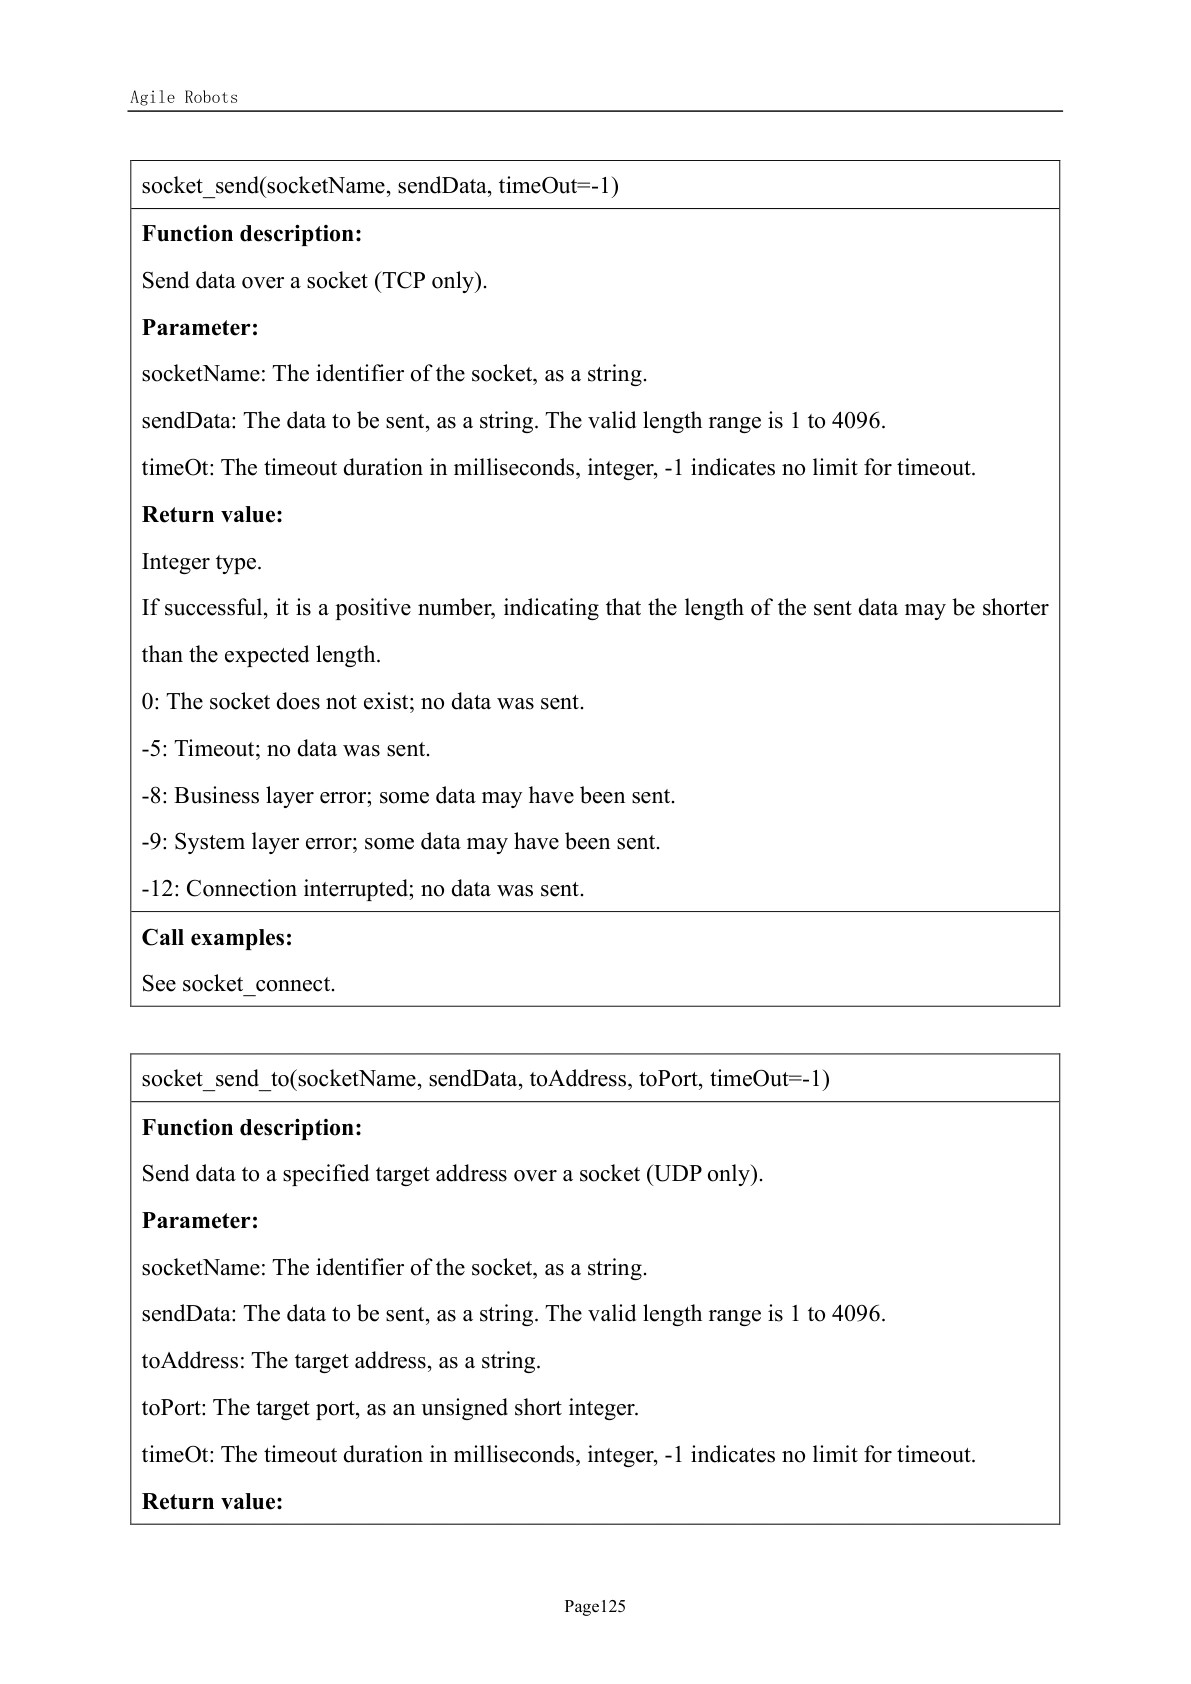 Agile Robots
socket_send(socketName, sendData, timeOut=-1)
Function description:
Send data over a socket (TCP only).
Parameter:
socketName: The identifier of the socket, as a string.
sendData: The data to be sent, as a string. The valid length range is 1 to 4096.
timeOt: The timeout duration in milliseconds, integer, -1 indicates no limit for timeout.
Return value:
Integer type.
If successful, it is a positive number, indicating that the length of the sent data may be shorter
than the expected length.
0: The socket does not exist; no data was sent.
-5: Timeout; no data was sent.
-8: Business layer error; some data may have been sent.
-9: System layer error; some data may have been sent.
-12: Connection interrupted; no data was sent.
Call examples:
See socket_connect.
socket_send_to(socketName, sendData, toAddress, toPort, timeOut=-1)
Function description:
Send data to a specified target address over a socket (UDP only).
Parameter:
socketName: The identifier of the socket, as a string.
sendData: The data to be sent, as a string. The valid length range is 1 to 4096.
toAddress: The target address, as a string.
toPort: The target port, as an unsigned short integer.
timeOt: The timeout duration in milliseconds, integer, -1 indicates no limit for timeout.
Return value:
Page125